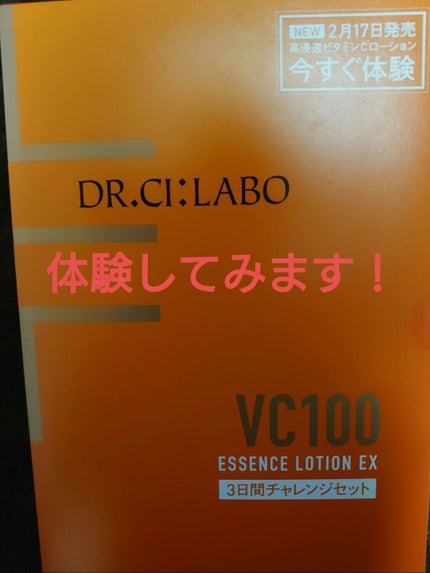 NEW 2月17日発売
高浸透ビタミンCローション
今すぐ体験
DR.CI:LABO
体験してみます！
VC100
ESSENCE LOTION EX
3日間チャレンジセット